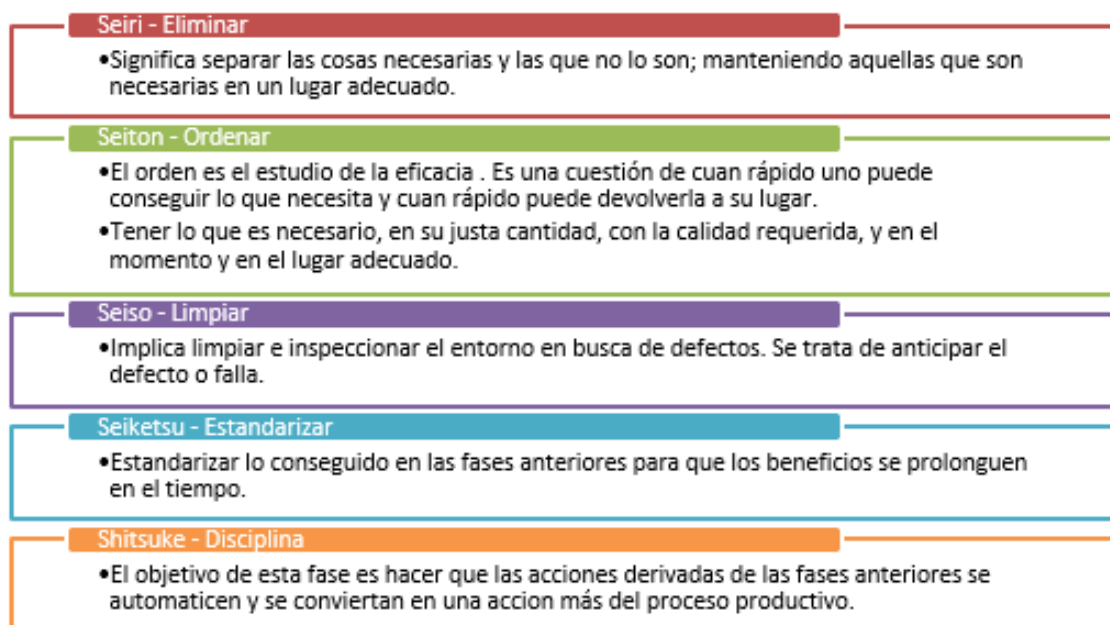 Seiri - Eliminar
•Significa separar las cosas necesarias y las que no lo son; manteniendo aquellas que son
necesarias en un lugar adecuado.
Seiton - Ordenar
•El orden es el estudio de la eficacia . Es una cuestión de cuan rápido uno puede
conseguir lo que necesita y cuan rápido puede devolverla a su lugar.
•Tener lo que es necesario, en su justa cantidad, con la calidad requerida, y en el
momento y en el lugar adecuado.
Seiso - Limpiar
•Implica limpiar e inspeccionar el entorno en busca de defectos. Se trata de anticipar el
defecto o falla.
Seiketsu - Estandarizar
•Estandarizar lo conseguido en las fases anteriores para que los beneficios se prolonguen
en el tiempo.
Shitsuke - Disciplina
•El objetivo de esta fase es hacer que las acciones derivadas de las fases anteriores se
automaticen y se conviertan en una accion más del proceso productivo.